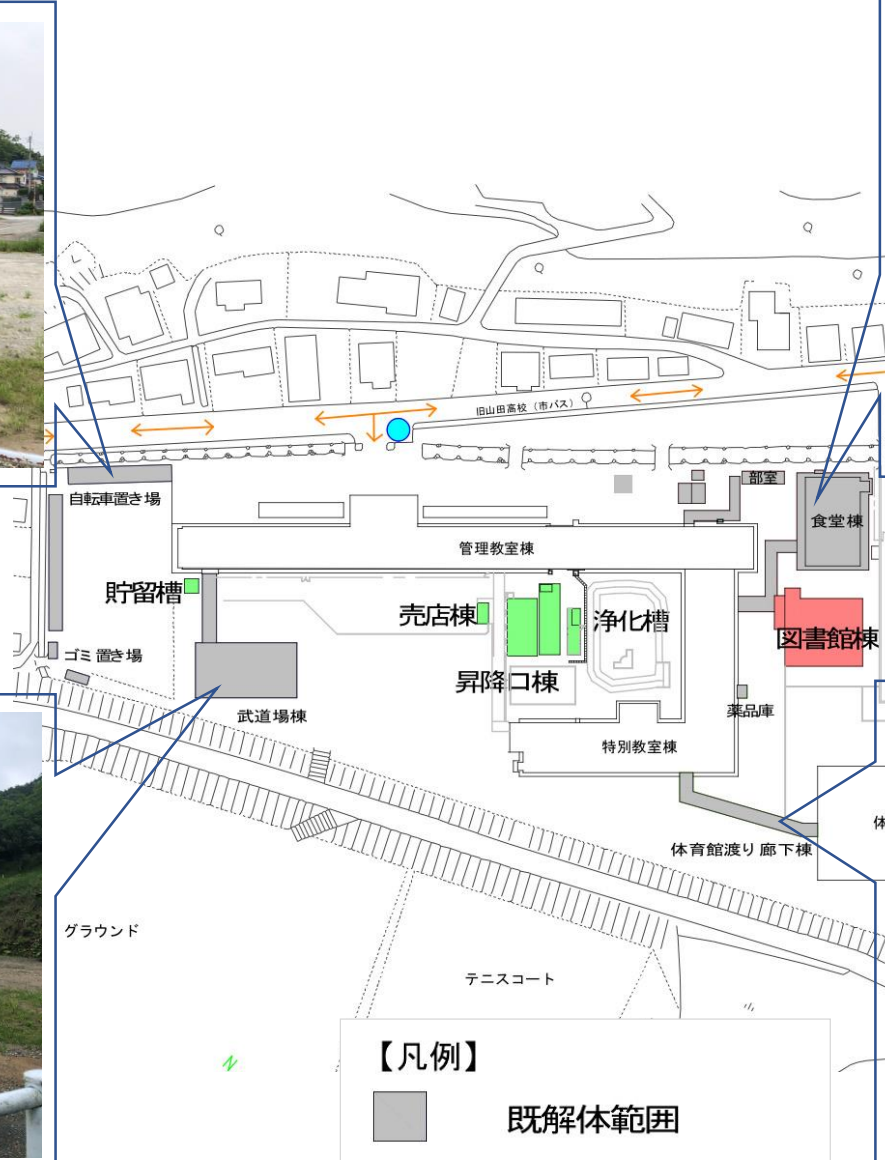 旧山田高校（市バス）
自転車置き場
部室
食堂棟
管理教室棟
貯留槽
売店棟
浄化槽
図書館棟
ゴミ置き場
昇降口棟
武道場棟
薬品庫
特別教室棟
体
体育館渡り廊下棟
グラウンド
テニスコート
N
【凡例】
既解体範囲